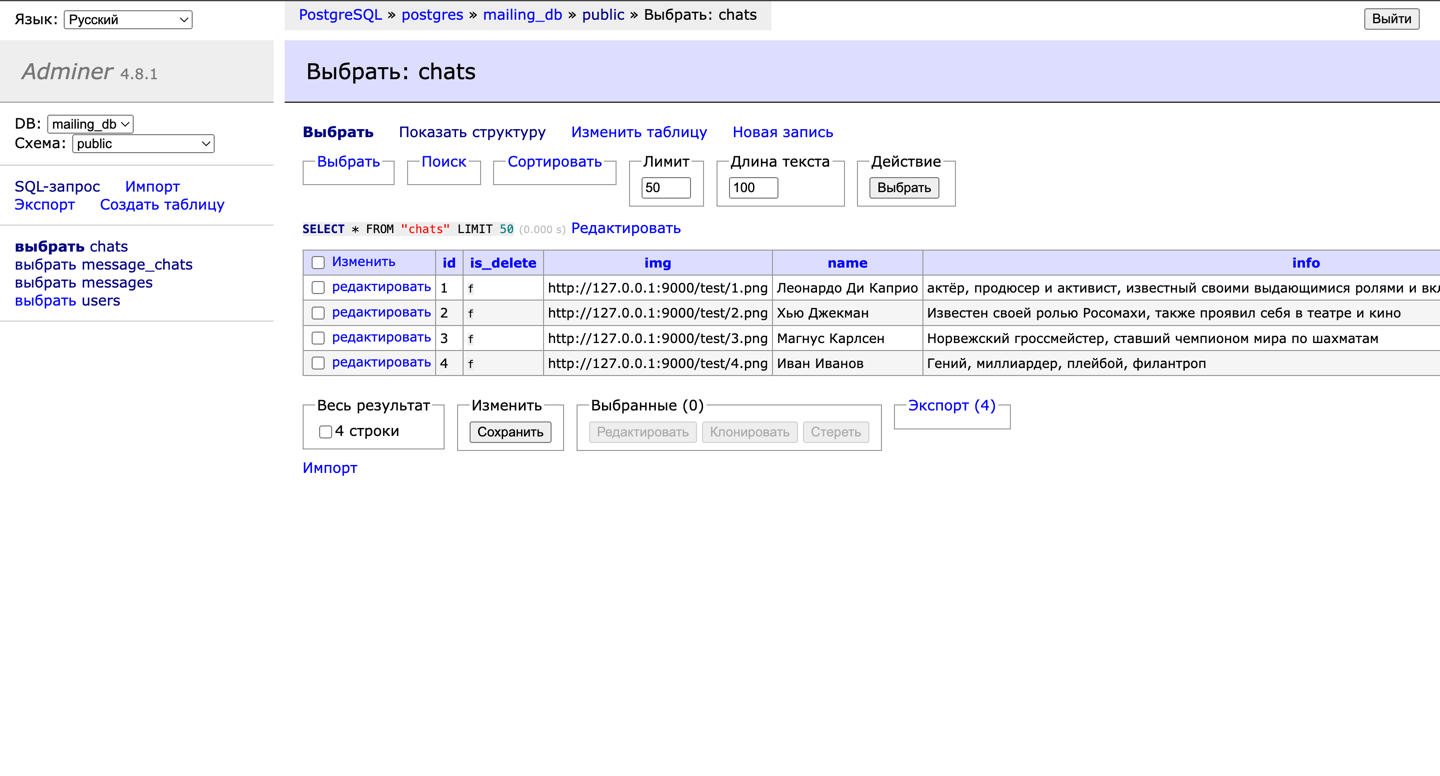 Язык: Русский
PostgreSQL » postgres » mailing_db » public » Выбрать: chats
Выйти
Adminer 4.8.1
Выбрать: chats
DB: mailing_db
Схема: public
SQL-запрос Импорт
Экспорт Создать таблицу
выбрать chats
выбрать message_chats
выбрать messages
выбрать users
Выбрать Показать структуру Изменить таблицу Новая запись
Выбрать Поиск Сортировать Лимит Длина текста Действие
50 100 Выбрать
SELECT * FROM "chats" LIMIT 50 (0.000 s) Редактировать
Изменить id is_delete img name info
редактировать 1 f http://127.0.0.1:9000/test/1.png Леонардо Ди Каприо актёр, продюсер и активист, известный своими выдающимися ролями и вкл
редактировать 2 f http://127.0.0.1:9000/test/2.png Хью Джекман Известен своей ролью Росомахи, также проявил себя в театре и кино
редактировать 3 f http://127.0.0.1:9000/test/3.png Магнус Карлсен Норвежский гроссмейстер, ставший чемпионом мира по шахматам
редактировать 4 f http://127.0.0.1:9000/test/4.png Иван Иванов Гений, миллиардер, плейбой, филантроп
Весь результат Изменить Выбранные (0) Экспорт (4)
4 строки Сохранить Редактировать Клонировать Стереть
Импорт